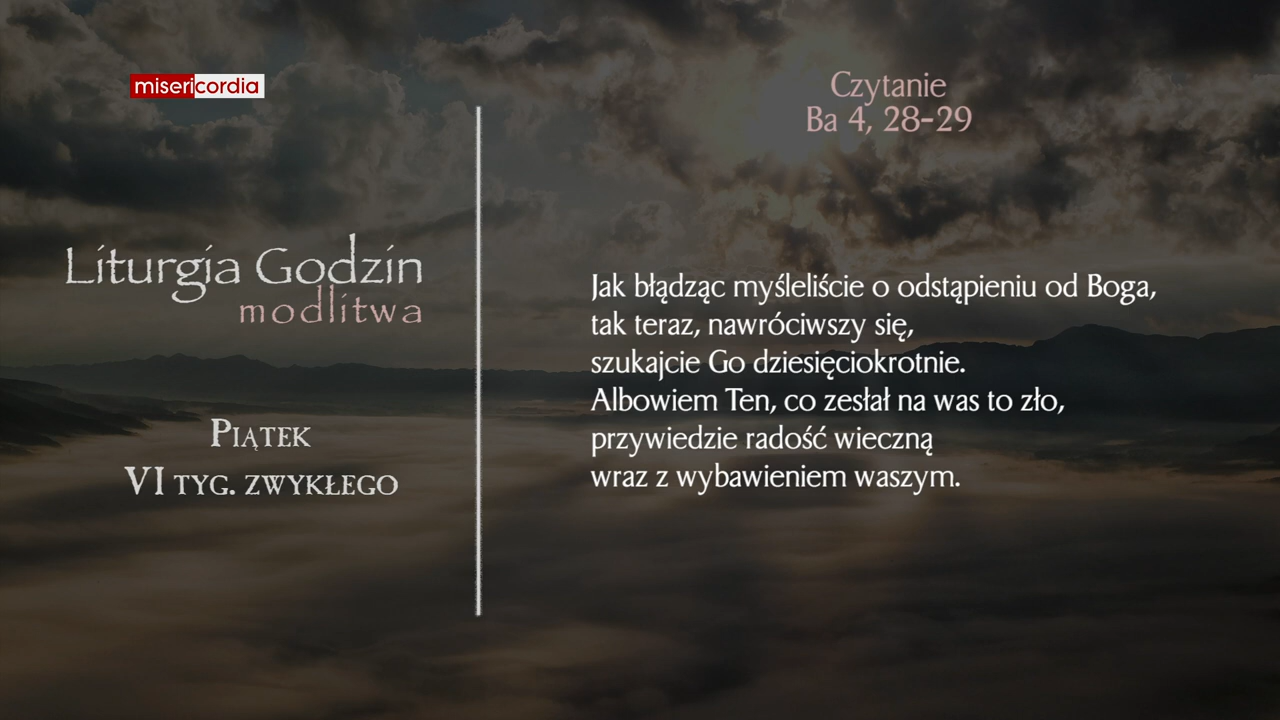 misericordia
Liturgia Godzin
modlitwa
Piątek
VI tyg. zwykłego
Czytanie
Ba 4, 28-29
Jak błądząc myśleliście o odstąpieniu od Boga,
tak teraz, nawróciwszy się,
szukajcie Go dziesięciokrotnie.
Albowiem Ten, co zesłał na was to zło,
przywiedzie radość wieczną
wraz z wybawieniem waszym.